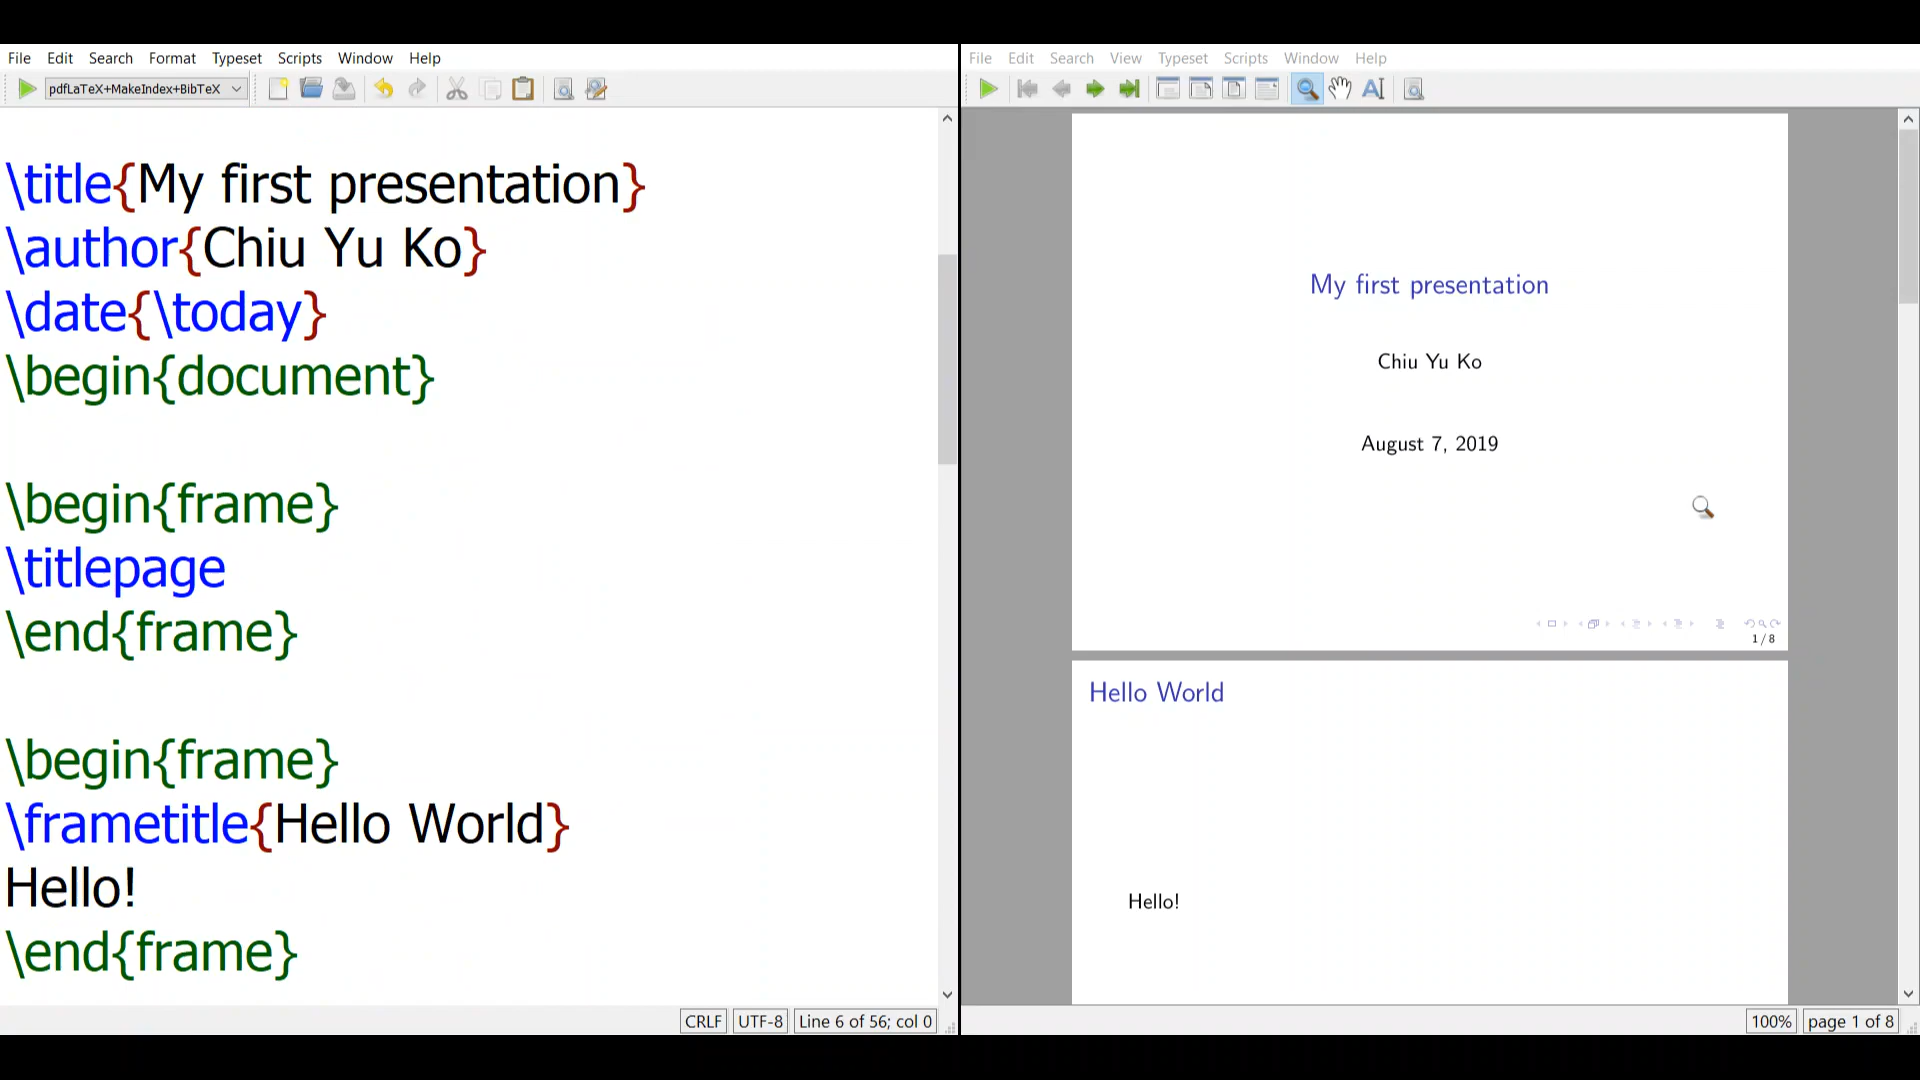 File Edit Search Format Typeset Scripts Window Help
pdfLaTeX+MakeIndex+BibTeX
\title{My first presentation}
\author{Chiu Yu Ko}
\date{\today}
\begin{document}
\begin{frame}
\titlepage
\end{frame}
\begin{frame}
\frametitle{Hello World}
Hello!
\end{frame}
CRLF UTF-8 Line 6 of 56; col 0
File Edit Search View Typeset Scripts Window Help
My first presentation
Chiu Yu Ko
August 7, 2019
1 / 8
Hello World
Hello!
100% page 1 of 8